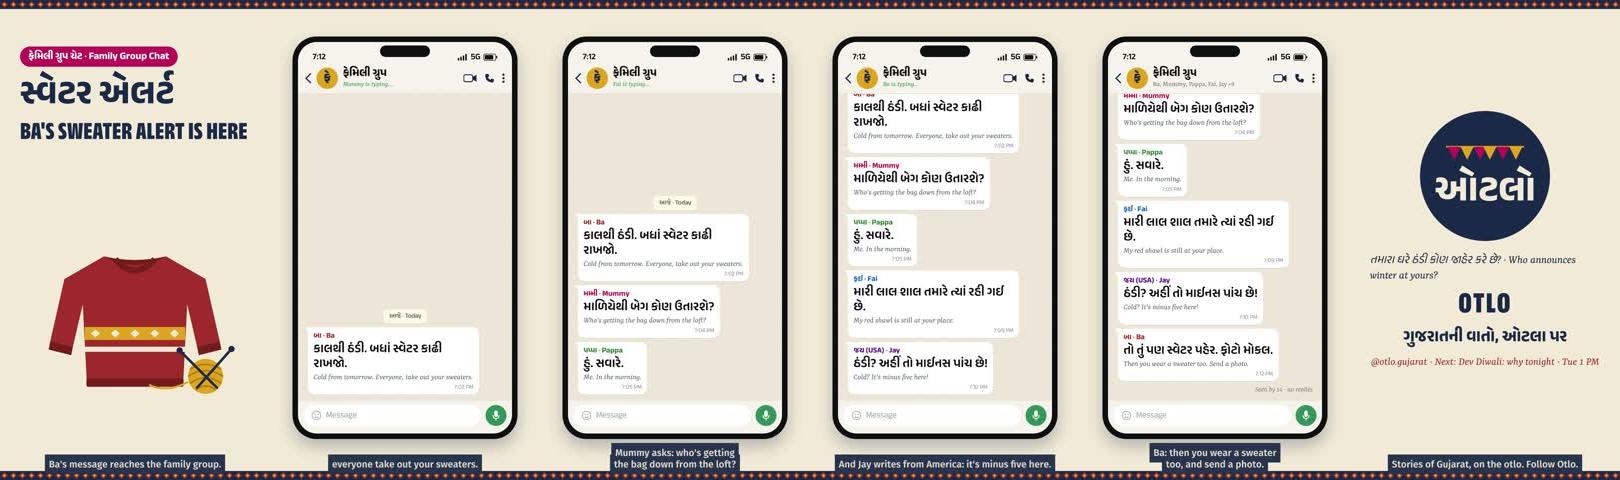 ફેમિલી ગ્રુપ ચેટ · Family Group Chat
સ્વેટર એલર્ટ
BA'S SWEATER ALERT IS HERE
Ba's message reaches the family group.
7:12
5G
ફેમિલી ગ્રુપ
Mummy is typing...
આજે · Today
બા · Ba
કાલથી ઠંડી. બધાં સ્વેટર કાઢી
રાખજો.
Cold from tomorrow. Everyone, take out your sweaters.
7:02 PM
Message
everyone take out your sweaters.
7:12
5G
ફેમિલી ગ્રુપ
Fai is typing...
આજે · Today
બા · Ba
કાલથી ઠંડી. બધાં સ્વેટર કાઢી
રાખજો.
Cold from tomorrow. Everyone, take out your sweaters.
7:02 PM
મમ્મી · Mummy
માળિયેથી બેગ કોણ ઉતારશે?
Who's getting the bag down from the loft?
7:04 PM
પપ્પા · Pappa
હું. સવારે.
Me. In the morning.
7:05 PM
Message
Mummy asks: who's getting
the bag down from the loft?
7:12
5G
ફેમિલી ગ્રુપ
Ba is typing...
બા · Ba
કાલથી ઠંડી. બધાં સ્વેટર કાઢી
રાખજો.
Cold from tomorrow. Everyone, take out your sweaters.
7:02 PM
મમ્મી · Mummy
માળિયેથી બેગ કોણ ઉતારશે?
Who's getting the bag down from the loft?
7:04 PM
પપ્પા · Pappa
હું. સવારે.
Me. In the morning.
7:05 PM
ફઈ · Fai
મારી લાલ શાલ તમારે ત્યાં રહી ગઈ
છે.
My red shawl is still at your place.
7:09 PM
જય (USA) · Jay
ઠંડી? અહીં તો માઈનસ પાંચ છે!
Cold? It's minus five here!
7:10 PM
Message
And Jay writes from America: it's minus five here.
7:12
5G
ફેમિલી ગ્રુપ
Ba, Mummy, Pappa, Fai, Jay +9
મમ્મી · Mummy
માળિયેથી બેગ કોણ ઉતારશે?
Who's getting the bag down from the loft?
7:04 PM
પપ્પા · Pappa
હું. સવારે.
Me. In the morning.
7:05 PM
ફઈ · Fai
મારી લાલ શાલ તમારે ત્યાં રહી ગઈ
છે.
My red shawl is still at your place.
7:09 PM
જય (USA) · Jay
ઠંડી? અહીં તો માઈનસ પાંચ છે!
Cold? It's minus five here!
7:10 PM
બા · Ba
તો તું પણ સ્વેટર પહેર. ફોટો મોકલ.
Then you wear a sweater too. Send a photo.
7:12 PM
Seen by 14 · no replies
Message
Ba: then you wear a sweater
too, and send a photo.
ઓટલો
તમારા ઘરે ઠંડી કોણ જાહેર કરે છે? · Who announces
winter at yours?
OTLO
ગુજરાતની વાતો, ઓટલા પર
@otlo.gujarat · Next: Dev Diwali: why tonight · Tue 1 PM
Stories of Gujarat, on the otlo. Follow Otlo.